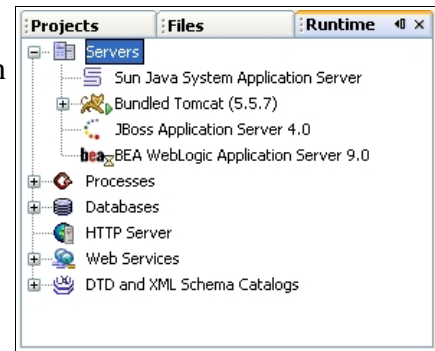 Projects Files Runtime
n
Servers
Sun Java System Application Server
Bundled Tomcat (5.5.7)
JBoss Application Server 4.0
bea BEA WebLogic Application Server 9.0
Processes
Databases
HTTP Server
Web Services
DTD and XML Schema Catalogs